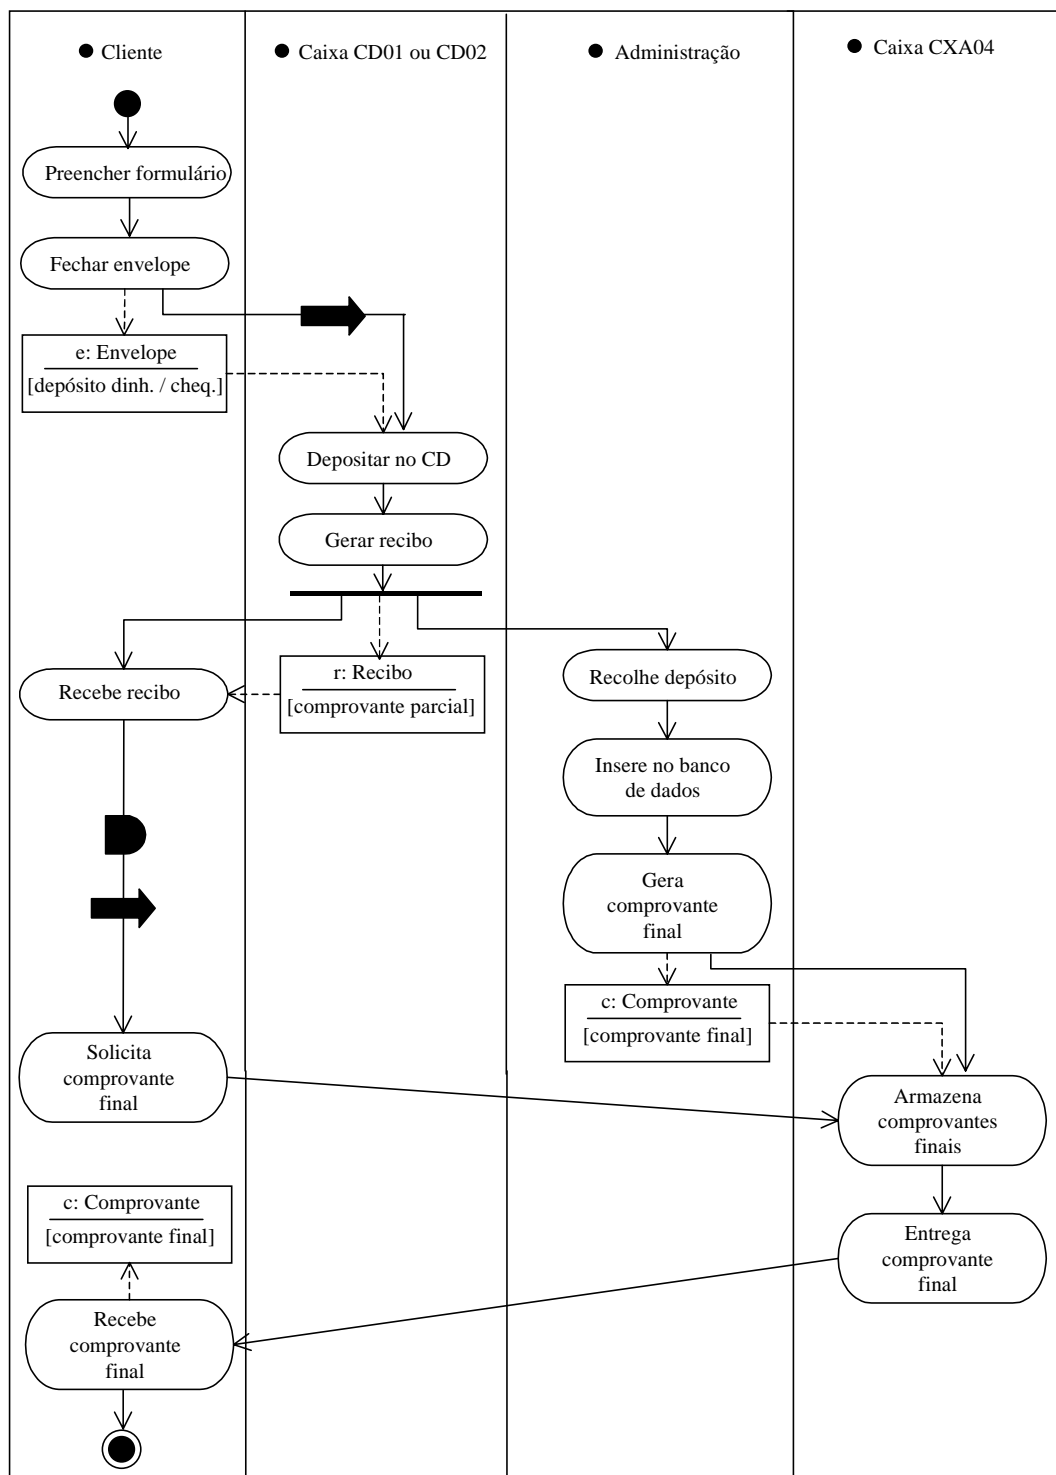 Cliente
Caixa CD01 ou CD02
Administração
Caixa CXA04
Preencher formulário
Fechar envelope
e: Envelope
[depósito dinh. / cheq.]
Depositar no CD
Gerar recibo
Recebe recibo
r: Recibo
[comprovante parcial]
Recolhe depósito
Insere no banco
de dados
Gera
comprovante
final
c: Comprovante
[comprovante final]
Solicita
comprovante
final
Armazena
comprovantes
finais
c: Comprovante
[comprovante final]
Entrega
comprovante
final
Recebe
comprovante
final